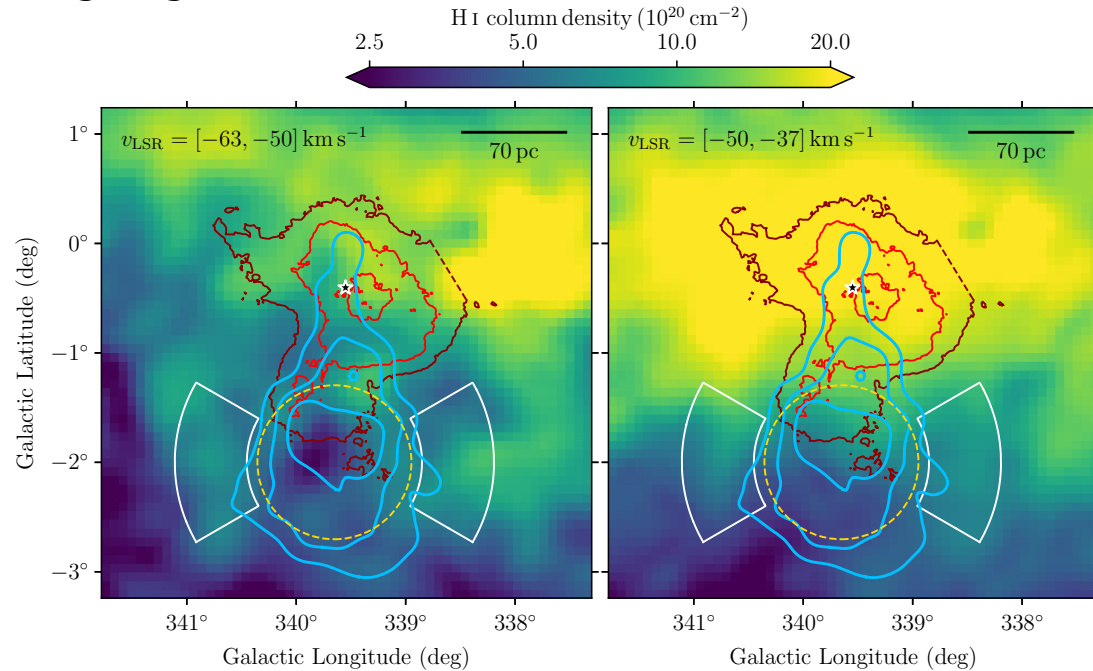 H I column density (10²⁰ cm⁻²)
2.5 5.0 10.0 20.0
v_LSR = [−63, −50] km s⁻¹
70 pc
v_LSR = [−50, −37] km s⁻¹
70 pc
1°
0°
−1°
−2°
−3°
Galactic Latitude (deg)
341° 340° 339° 338°
341° 340° 339° 338°
Galactic Longitude (deg)
Galactic Longitude (deg)